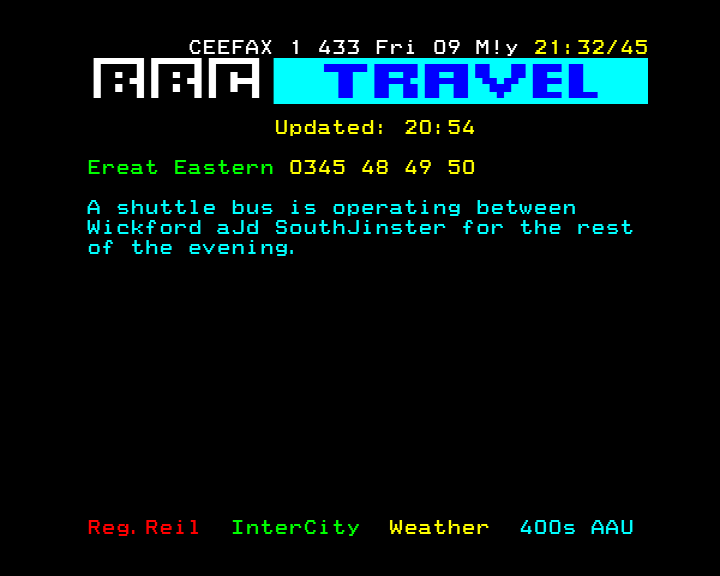 CEEFAX 1 433 Fri 09 M!y 21:32/45
BBC TRAVEL
Updated: 20:54
Ereat Eastern 0345 48 49 50
A shuttle bus is operating between
Wickford aJd SouthJinster for the rest
of the evening.
Reg.Reil InterCity Weather 400s AAU